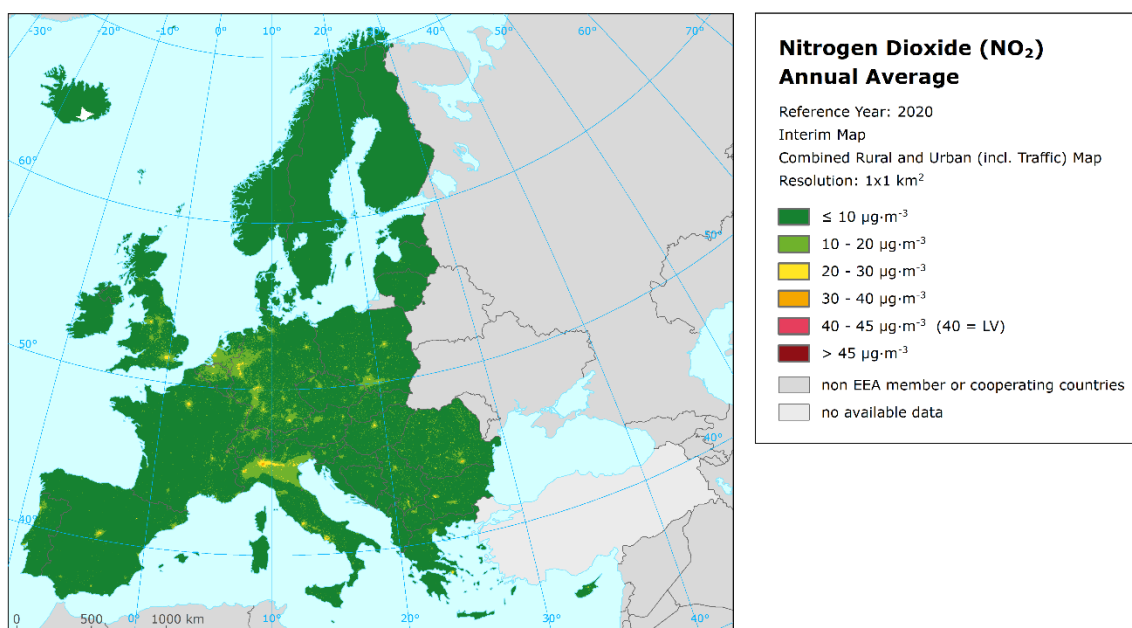 -30°
-20°
-10°
0°
10°
20°
30°
40°
50°
60°
70°
60°
50°
40°
60°
50°
40°
0 500 1000 km
0°
10°
20°
30°
40°
Nitrogen Dioxide (NO₂)
Annual Average
Reference Year: 2020
Interim Map
Combined Rural and Urban (incl. Traffic) Map
Resolution: 1x1 km²
≤ 10 µg·m⁻³
10 - 20 µg·m⁻³
20 - 30 µg·m⁻³
30 - 40 µg·m⁻³
40 - 45 µg·m⁻³ (40 = LV)
> 45 µg·m⁻³
non EEA member or cooperating countries
no available data